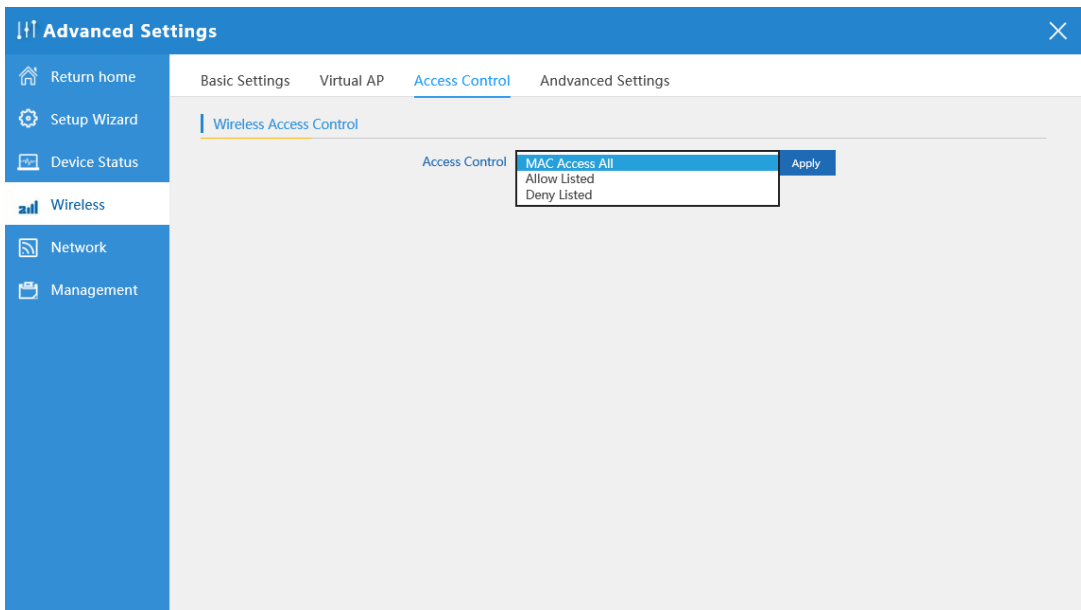 Advanced Settings
Return home
Setup Wizard
Device Status
Wireless
Network
Management
Basic Settings Virtual AP Access Control Andvanced Settings
Wireless Access Control
Access Control MAC Access All Apply
Allow Listed
Deny Listed